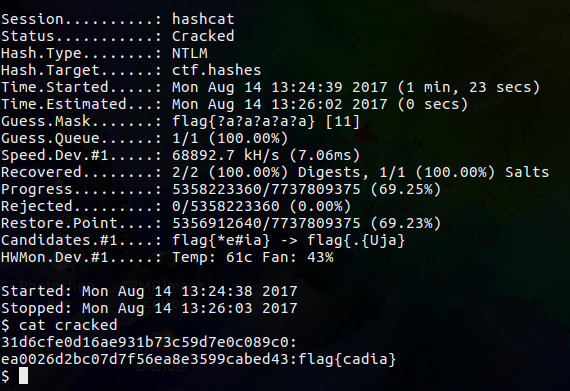 Session..........: hashcat
Status...........: Cracked
Hash.Type........: NTLM
Hash.Target......: ctf.hashes
Time.Started.....: Mon Aug 14 13:24:39 2017 (1 min, 23 secs)
Time.Estimated...: Mon Aug 14 13:26:02 2017 (0 secs)
Guess.Mask.......: flag{?a?a?a?a?a} [11]
Guess.Queue......: 1/1 (100.00%)
Speed.Dev.#1.....: 68892.7 kH/s (7.06ms)
Recovered........: 2/2 (100.00%) Digests, 1/1 (100.00%) Salts
Progress.........: 5358223360/7737809375 (69.25%)
Rejected.........: 0/5358223360 (0.00%)
Restore.Point....: 5356912640/7737809375 (69.23%)
Candidates.#1....: flag{*e#ia} -> flag{.{Uja}
HWMon.Dev.#1.....: Temp: 61c Fan: 43%
Started: Mon Aug 14 13:24:38 2017
Stopped: Mon Aug 14 13:26:03 2017
$ cat cracked
31d6cfe0d16ae931b73c59d7e0c089c0:
ea0026d2bc07d7f56ea8e3599cabed43:flag{cadia}
$